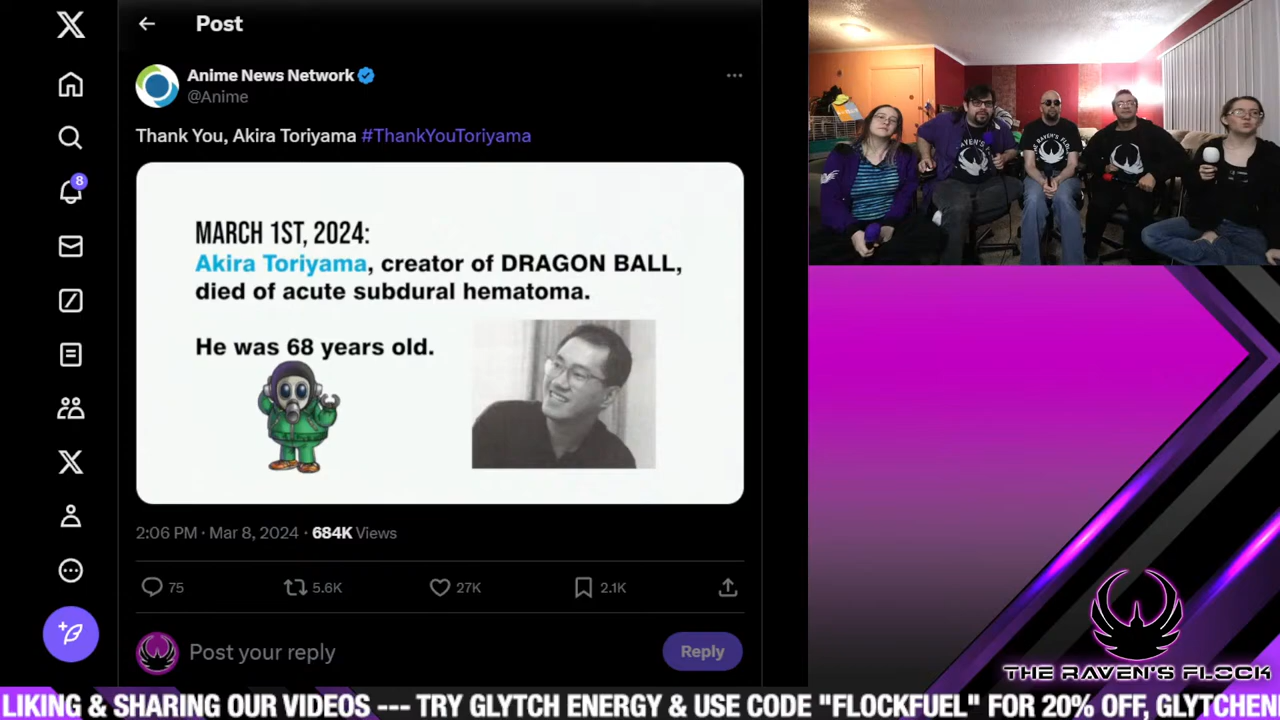 Post
Anime News Network
@Anime
Thank You, Akira Toriyama #ThankYouToriyama
MARCH 1ST, 2024:
Akira Toriyama, creator of DRAGON BALL,
died of acute subdural hematoma.
He was 68 years old.
2:06 PM · Mar 8, 2024 · 684K Views
75 5.6K 27K 2.1K
8
Post your reply
Reply
THE RAVEN'S FLOCK
LIKING & SHARING OUR VIDEOS --- TRY GLYTCH ENERGY & USE CODE "FLOCKFUEL" FOR 20% OFF, GLYTCHEN